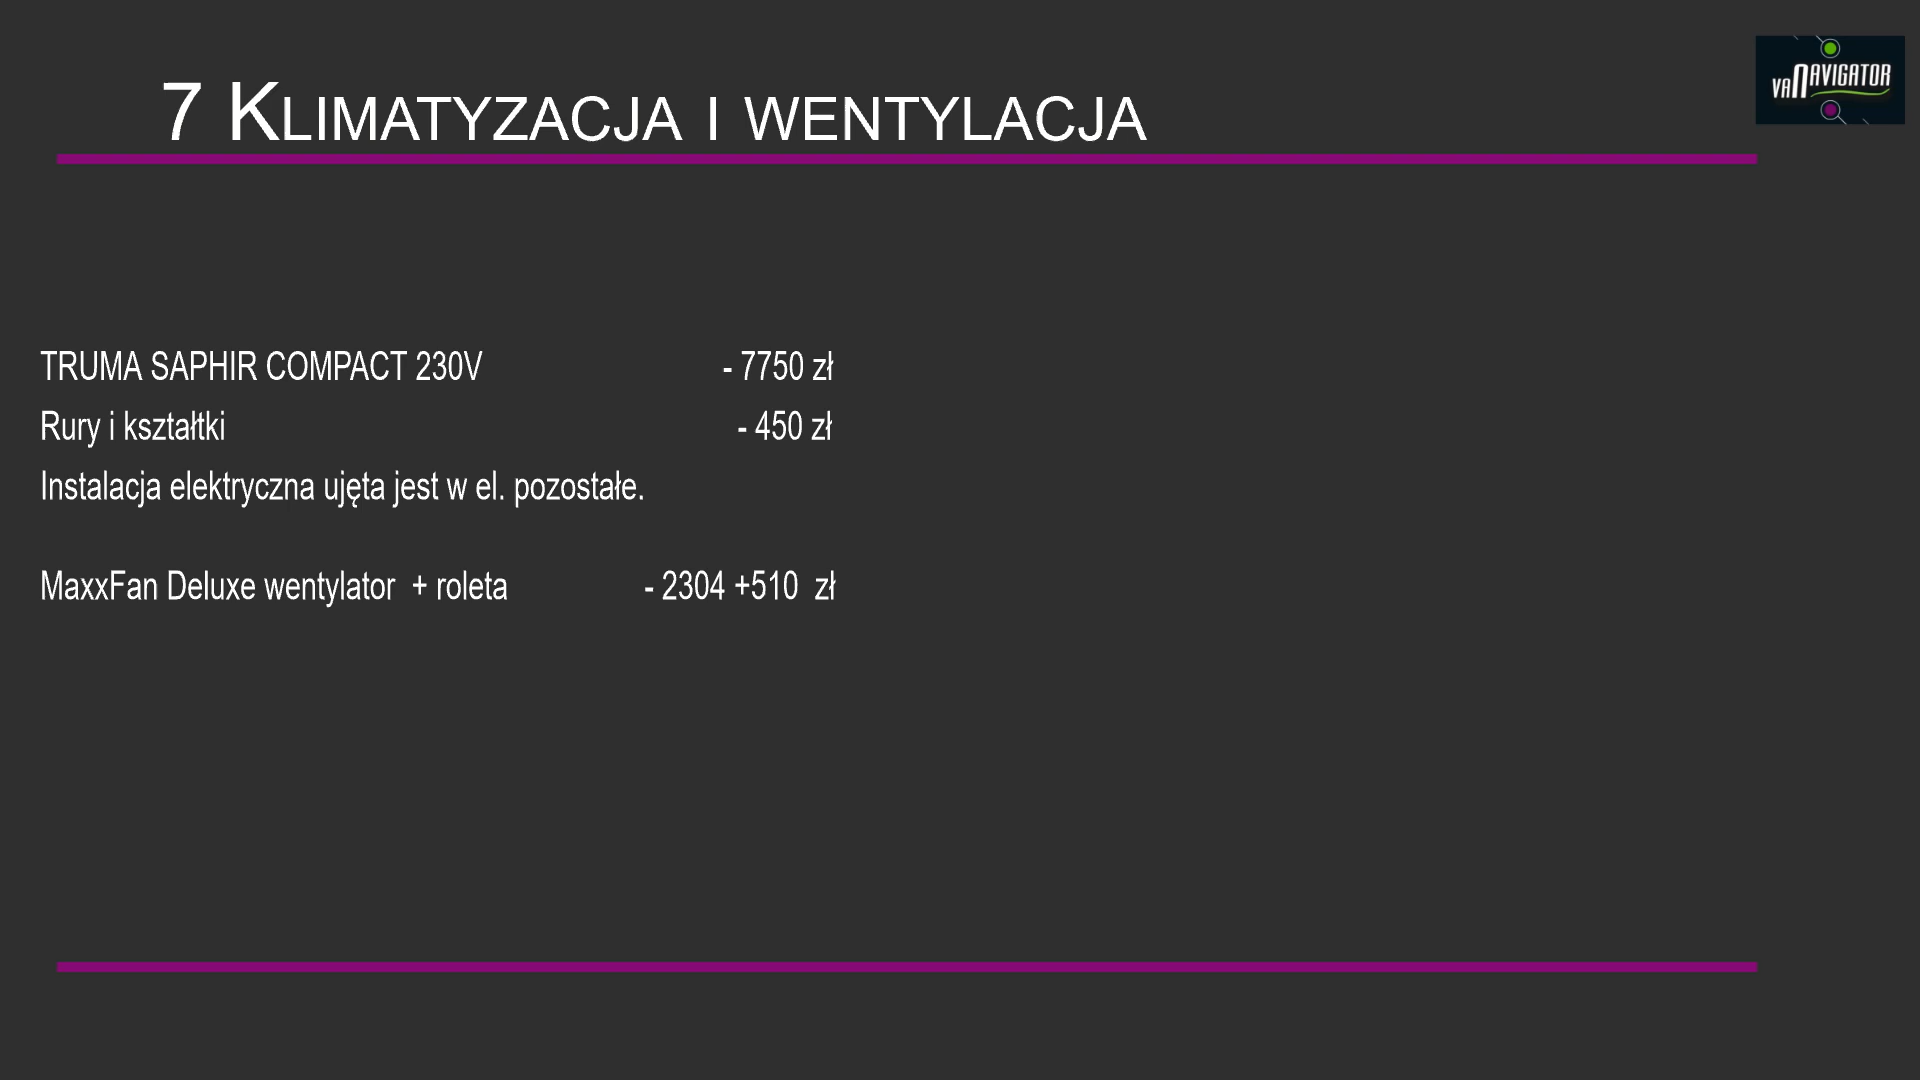 7 Klimatyzacja i wentylacja
vaNavigator
TRUMA SAPHIR COMPACT 230V - 7750 zł
Rury i kształtki - 450 zł
Instalacja elektryczna ujęta jest w el. pozostałe.
MaxxFan Deluxe wentylator + roleta - 2304 +510 zł